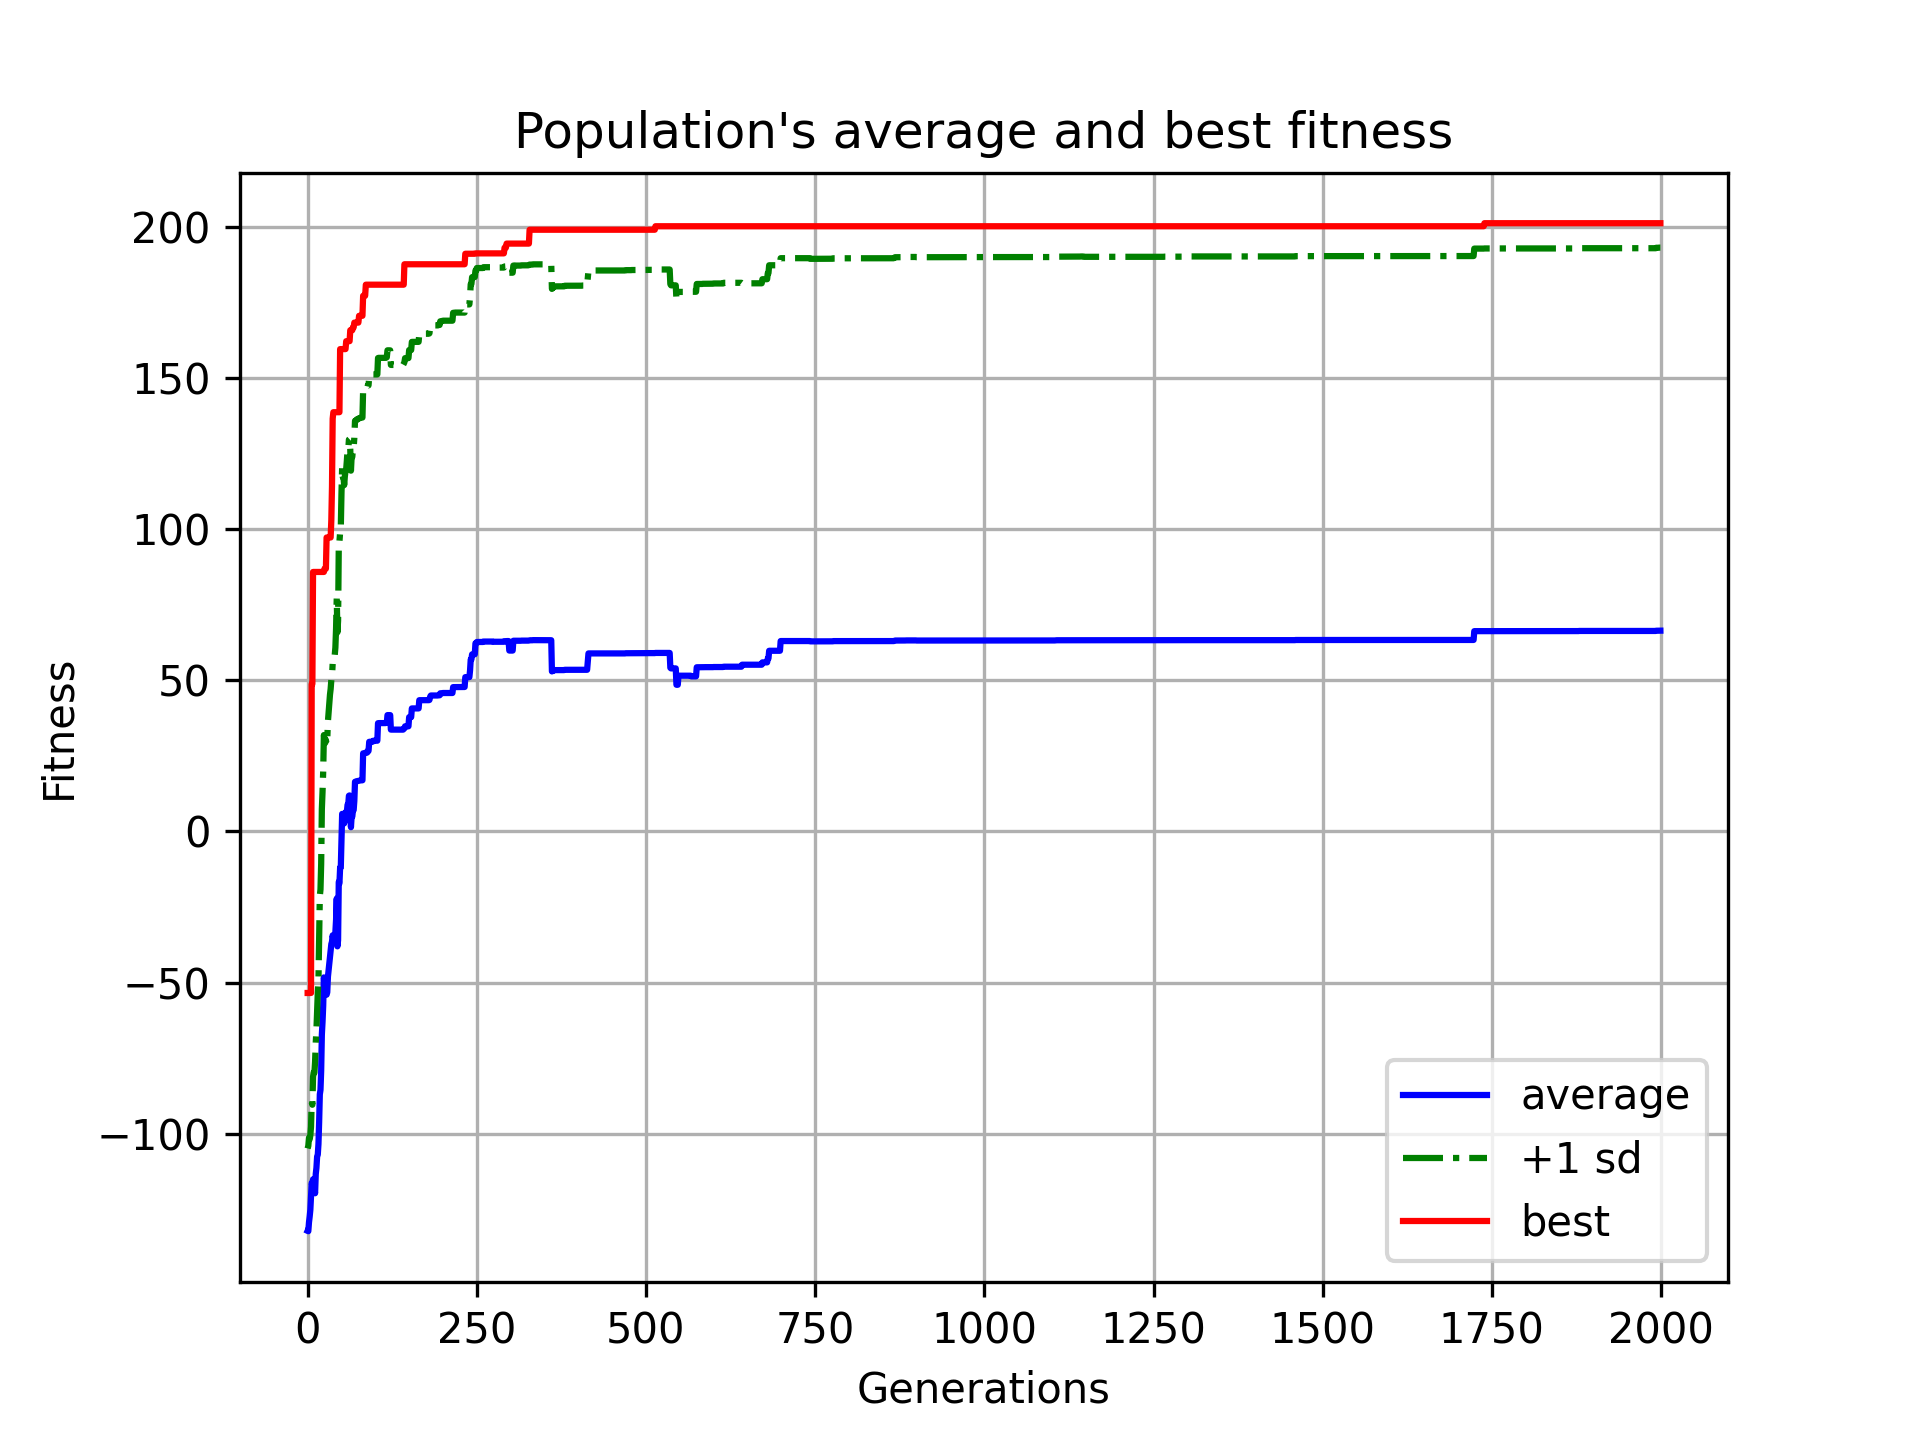 Population's average and best fitness
200
150
100
50
0
−50
−100
Fitness
average
+1 sd
best
0 250 500 750 1000 1250 1500 1750 2000
Generations